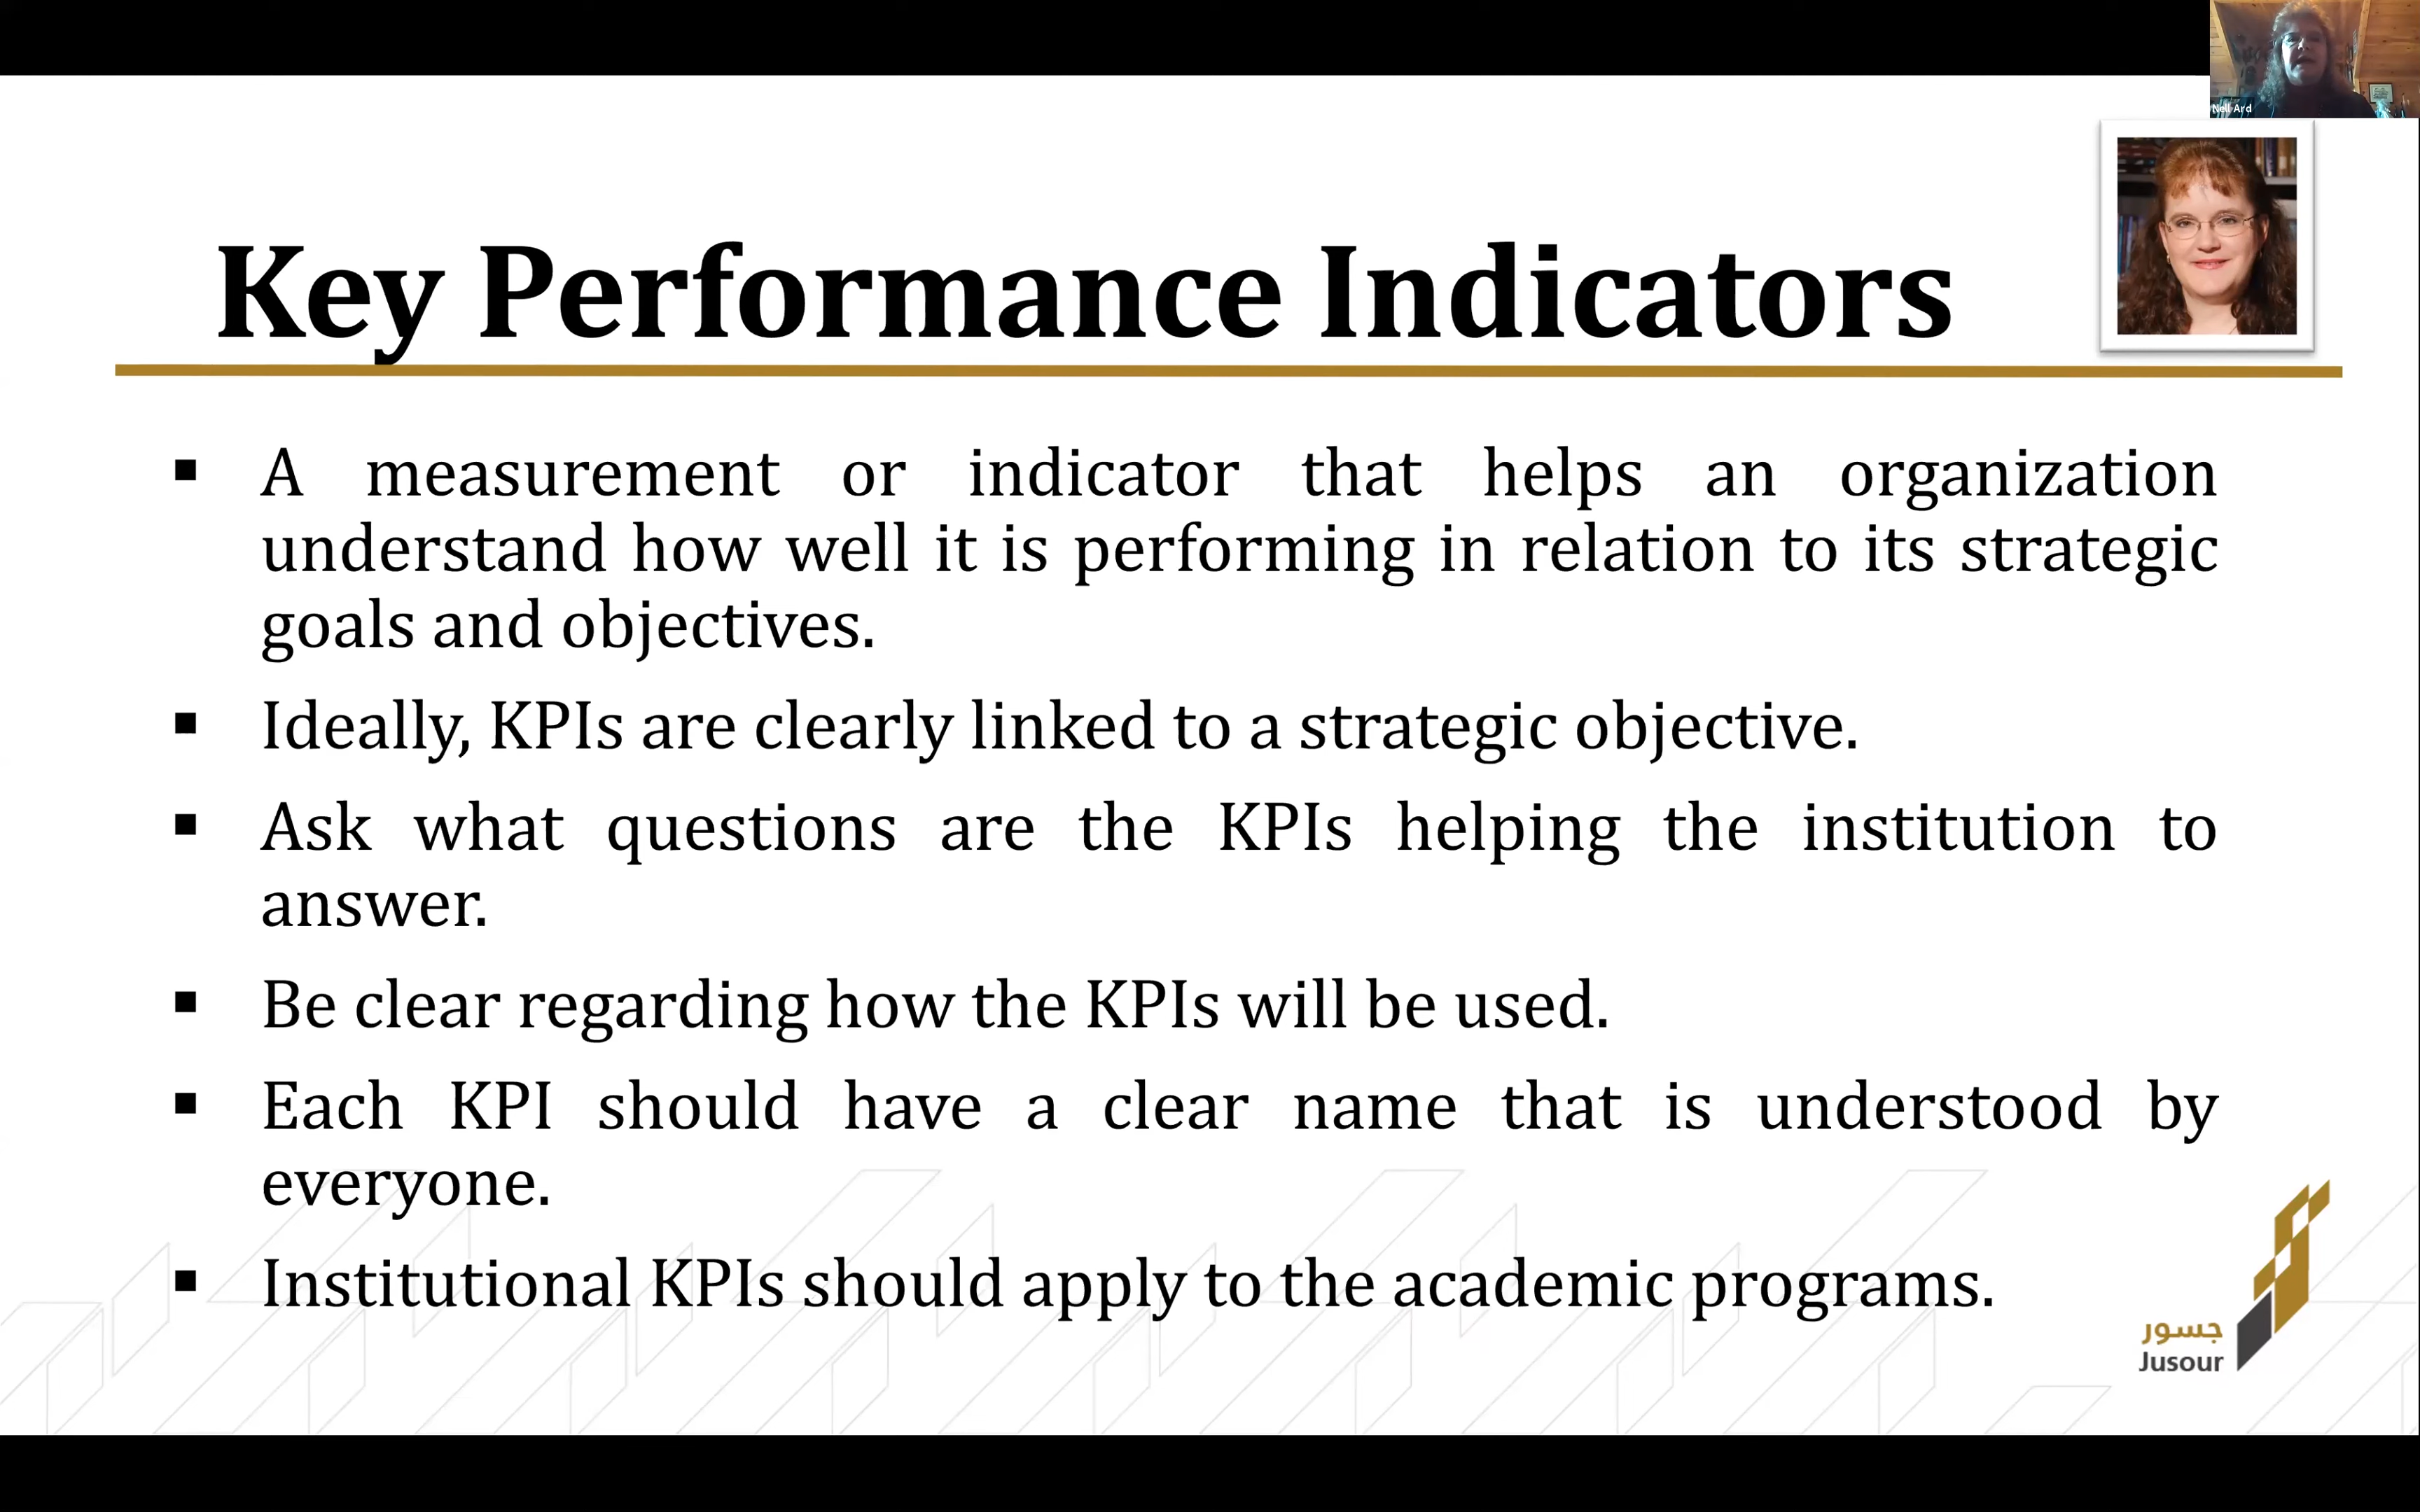 Nell Ard
Key Performance Indicators
▪ A measurement or indicator that helps an organization
understand how well it is performing in relation to its strategic
goals and objectives.
▪ Ideally, KPIs are clearly linked to a strategic objective.
▪ Ask what questions are the KPIs helping the institution to
answer.
▪ Be clear regarding how the KPIs will be used.
▪ Each KPI should have a clear name that is understood by
everyone.
▪ Institutional KPIs should apply to the academic programs.
جسور
Jusour